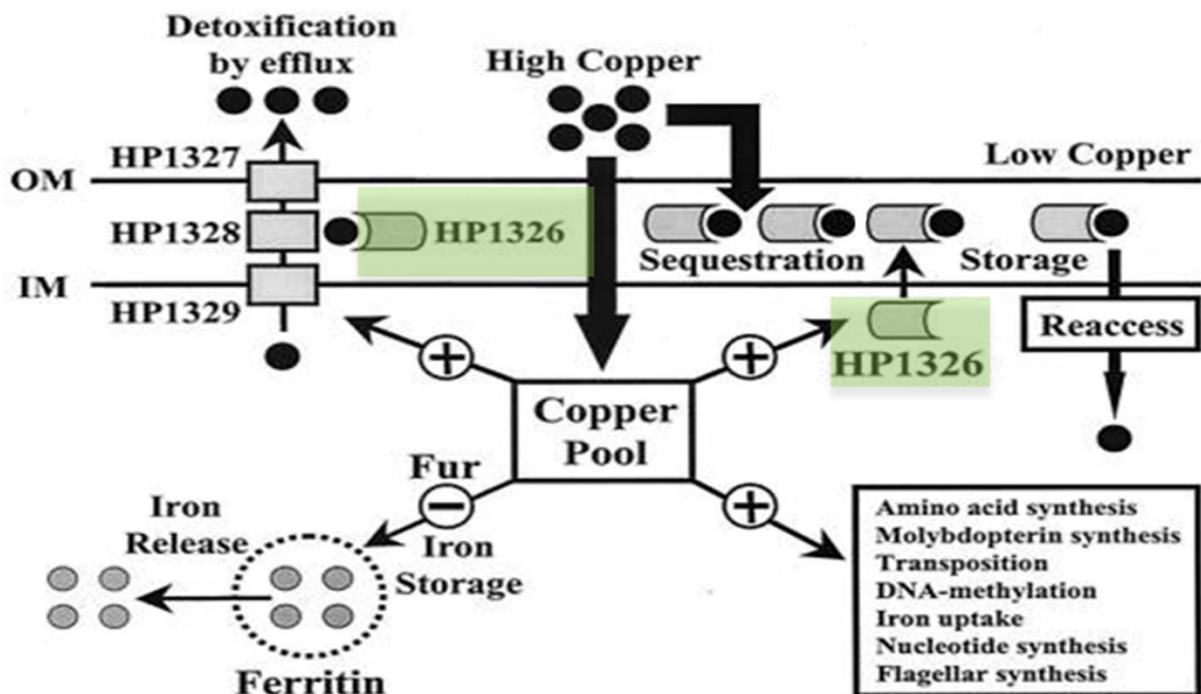 Detoxification
by efflux
High Copper
HP1327
Low Copper
OM
HP1328
HP1326
Sequestration
Storage
IM
HP1329
Reaccess
HP1326
+
+
Copper
Pool
Fur
−
+
Iron
Storage
Iron
Release
Ferritin
Amino acid synthesis
Molybdopterin synthesis
Transposition
DNA-methylation
Iron uptake
Nucleotide synthesis
Flagellar synthesis